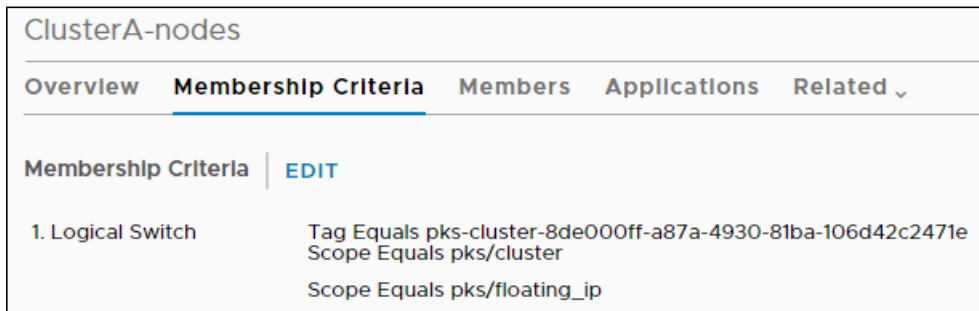 ClusterA-nodes
Overview Membership Criteria Members Applications Related
Membership Criteria EDIT
1. Logical Switch Tag Equals pks-cluster-8de000ff-a87a-4930-81ba-106d42c2471e
Scope Equals pks/cluster
Scope Equals pks/floating_ip